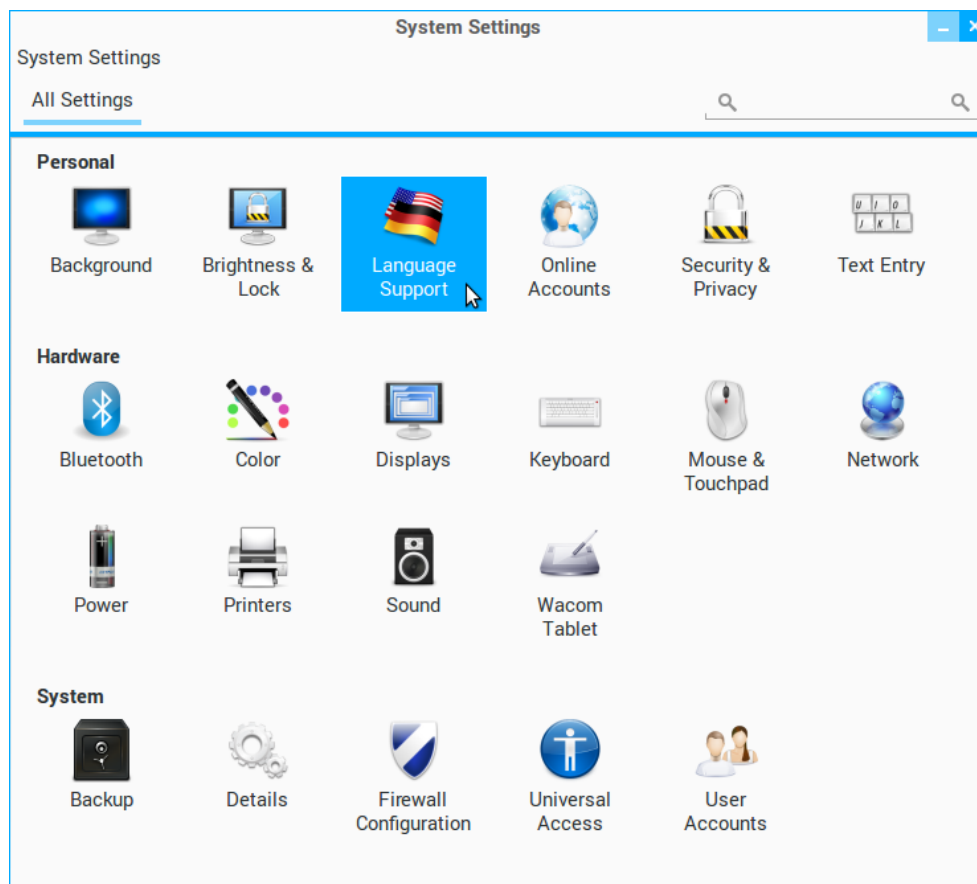 System Settings
System Settings
All Settings
Personal
Background
Brightness &
Lock
Language
Support
Online
Accounts
Security &
Privacy
Text Entry
U I O
J K L
Hardware
Bluetooth
Color
Displays
Keyboard
Mouse &
Touchpad
Network
Power
Printers
Sound
Wacom
Tablet
System
Backup
Details
Firewall
Configuration
Universal
Access
User
Accounts